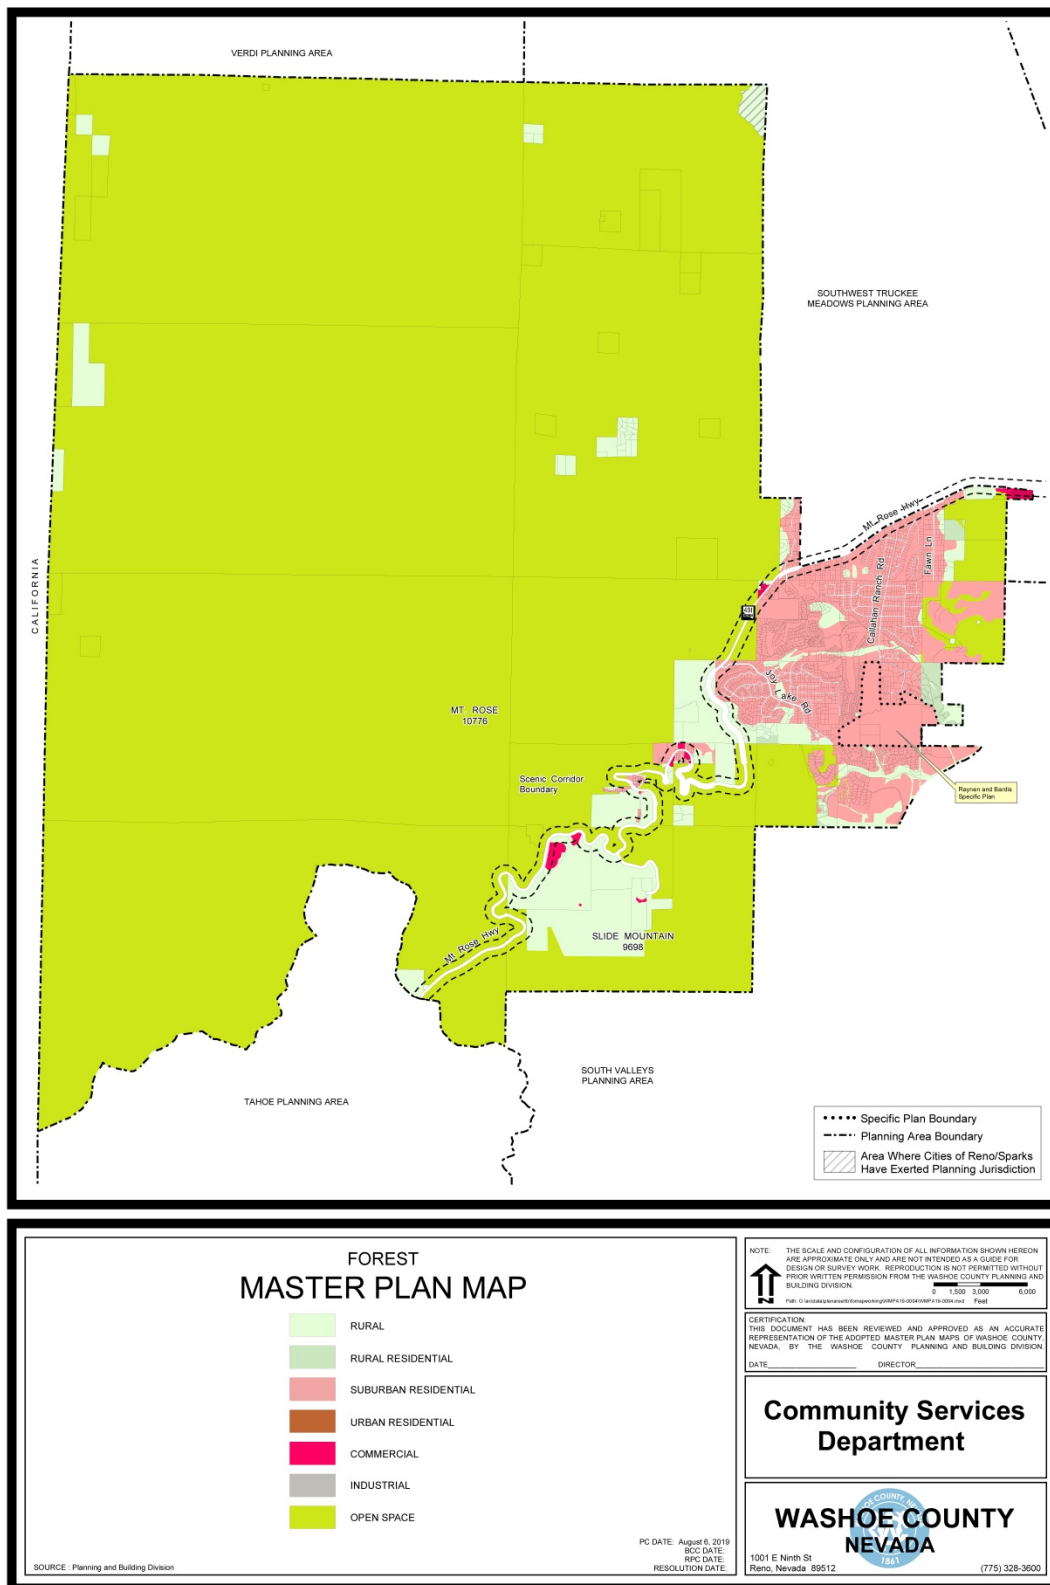 VERDI PLANNING AREA
SOUTHWEST TRUCKEE
MEADOWS PLANNING AREA
CALIFORNIA
Mt. Rose Hwy
Fawn Ln
Callahan Ranch Rd
431
Joy Lake Rd
MT. ROSE
10776
Scenic Corridor
Boundary
Reynen and Bardis
Specific Plan
SLIDE MOUNTAIN
9698
Mt. Rose Hwy
SOUTH VALLEYS
PLANNING AREA
TAHOE PLANNING AREA
Specific Plan Boundary
Planning Area Boundary
Area Where Cities of Reno/Sparks
Have Exerted Planning Jurisdiction
FOREST
MASTER PLAN MAP
RURAL
RURAL RESIDENTIAL
SUBURBAN RESIDENTIAL
URBAN RESIDENTIAL
COMMERCIAL
INDUSTRIAL
OPEN SPACE
SOURCE : Planning and Building Division
PC DATE: August 6, 2019
BCC DATE:
RPC DATE:
RESOLUTION DATE:
NOTE: THE SCALE AND CONFIGURATION OF ALL INFORMATION SHOWN HEREON
ARE APPROXIMATE ONLY AND ARE NOT INTENDED AS A GUIDE FOR
DESIGN OR SURVEY WORK. REPRODUCTION IS NOT PERMITTED WITHOUT
PRIOR WRITTEN PERMISSION FROM THE WASHOE COUNTY PLANNING AND
BUILDING DIVISION.
0 1,500 3,000 6,000
Feet
N
CERTIFICATION:
THIS DOCUMENT HAS BEEN REVIEWED AND APPROVED AS AN ACCURATE
REPRESENTATION OF THE ADOPTED MASTER PLAN MAPS OF WASHOE COUNTY,
NEVADA, BY THE WASHOE COUNTY PLANNING AND BUILDING DIVISION.
DATE DIRECTOR
Community Services
Department
WASHOE COUNTY
NEVADA
1861
1001 E Ninth St
Reno, Nevada 89512
(775) 328-3600